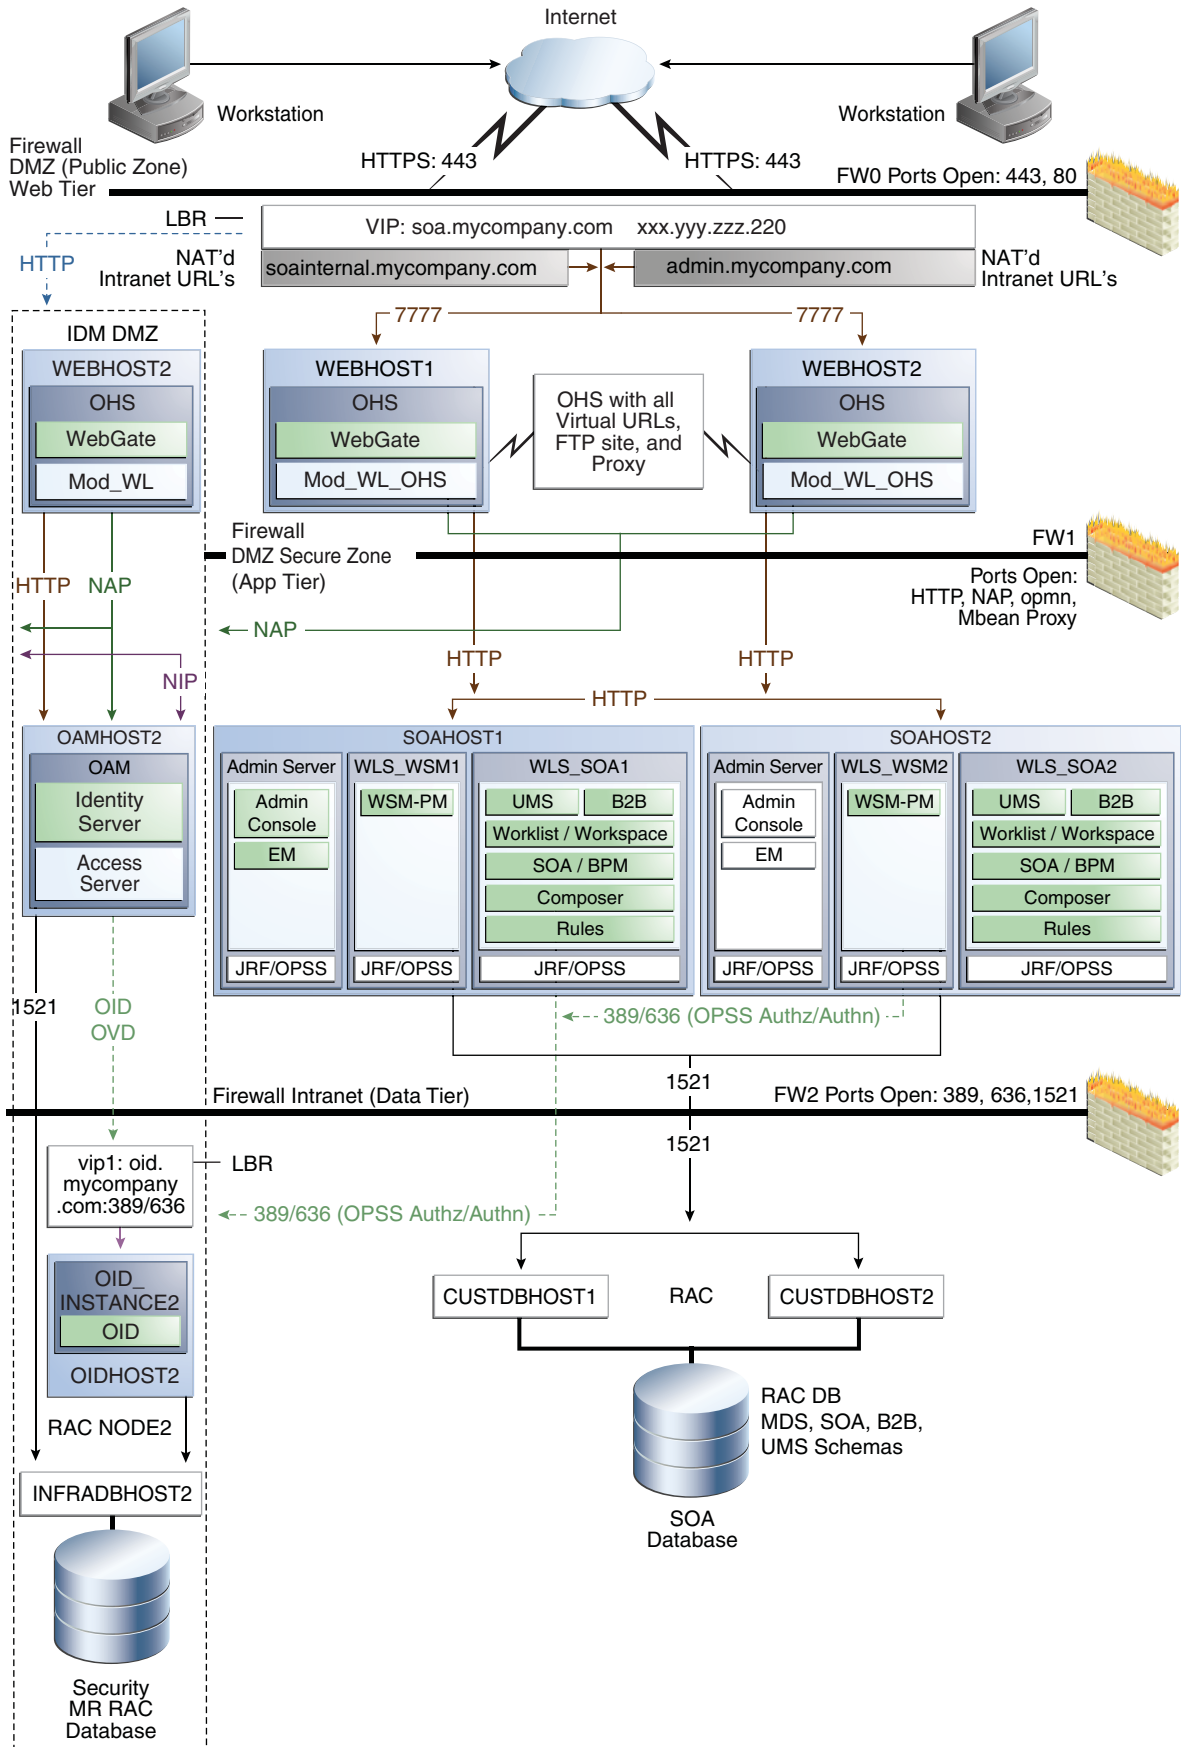 Internet
Workstation
Workstation
Firewall
DMZ (Public Zone)
Web Tier
HTTPS: 443
HTTPS: 443
FW0 Ports Open: 443, 80
LBR
VIP: soa.mycompany.com xxx.yyy.zzz.220
HTTP
NAT'd
Intranet URL's
soainternal.mycompany.com
admin.mycompany.com
NAT'd
Intranet URL's
7777
7777
IDM DMZ
WEBHOST2
OHS
WebGate
Mod_WL
WEBHOST1
OHS
WebGate
Mod_WL_OHS
OHS with all
Virtual URLs,
FTP site, and
Proxy
WEBHOST2
OHS
WebGate
Mod_WL_OHS
Firewall
DMZ Secure Zone
(App Tier)
FW1
Ports Open:
HTTP, NAP, opmn,
Mbean Proxy
HTTP
NAP
NAP
NIP
HTTP
HTTP
HTTP
OAMHOST2
OAM
Identity
Server
Access
Server
SOAHOST1
Admin Server
Admin
Console
EM
JRF/OPSS
WLS_WSM1
WSM-PM
JRF/OPSS
WLS_SOA1
UMS
B2B
Worklist / Workspace
SOA / BPM
Composer
Rules
JRF/OPSS
SOAHOST2
Admin Server
Admin
Console
EM
JRF/OPSS
WLS_WSM2
WSM-PM
JRF/OPSS
WLS_SOA2
UMS
B2B
Worklist / Workspace
SOA / BPM
Composer
Rules
JRF/OPSS
1521
OID
OVD
389/636 (OPSS Authz/Authn)
1521
Firewall Intranet (Data Tier)
FW2 Ports Open: 389, 636,1521
1521
vip1: oid.
mycompany
.com:389/636
LBR
389/636 (OPSS Authz/Authn)
OID_
INSTANCE2
OID
OIDHOST2
CUSTDBHOST1
RAC
CUSTDBHOST2
RAC NODE2
RAC DB
MDS, SOA, B2B,
UMS Schemas
INFRADBHOST2
SOA
Database
Security
MR RAC
Database